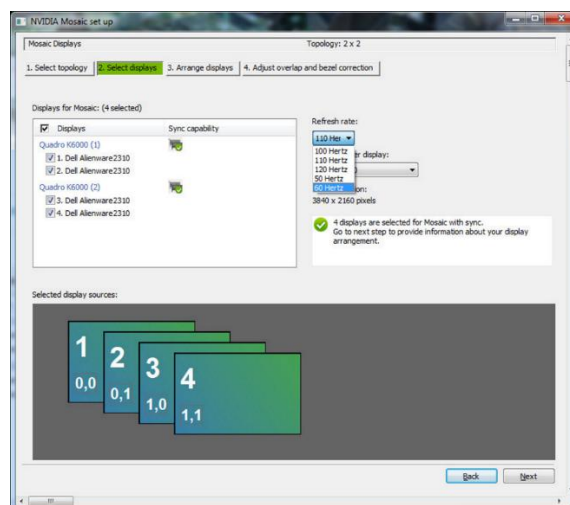 NVIDIA Mosaic set up
Mosaic Displays
Topology: 2 x 2
1. Select topology
2. Select displays
3. Arrange displays
4. Adjust overlap and bezel correction
Displays for Mosaic: (4 selected)
Refresh rate:
Displays
Sync capability
110 Her
Quadro K6000 (1)
1. Dell Alienware2310
2. Dell Alienware2310
Quadro K6000 (2)
3. Dell Alienware2310
4. Dell Alienware2310
100 Hertz
110 Hertz
120 Hertz
50 Hertz
60 Hertz
display:
3840 x 2160 pixels
4 displays are selected for Mosaic with sync.
Go to next step to provide information about your display
arrangement.
Selected display sources:
1
0,0
2
0,1
3
1,0
4
1,1
Back
Next